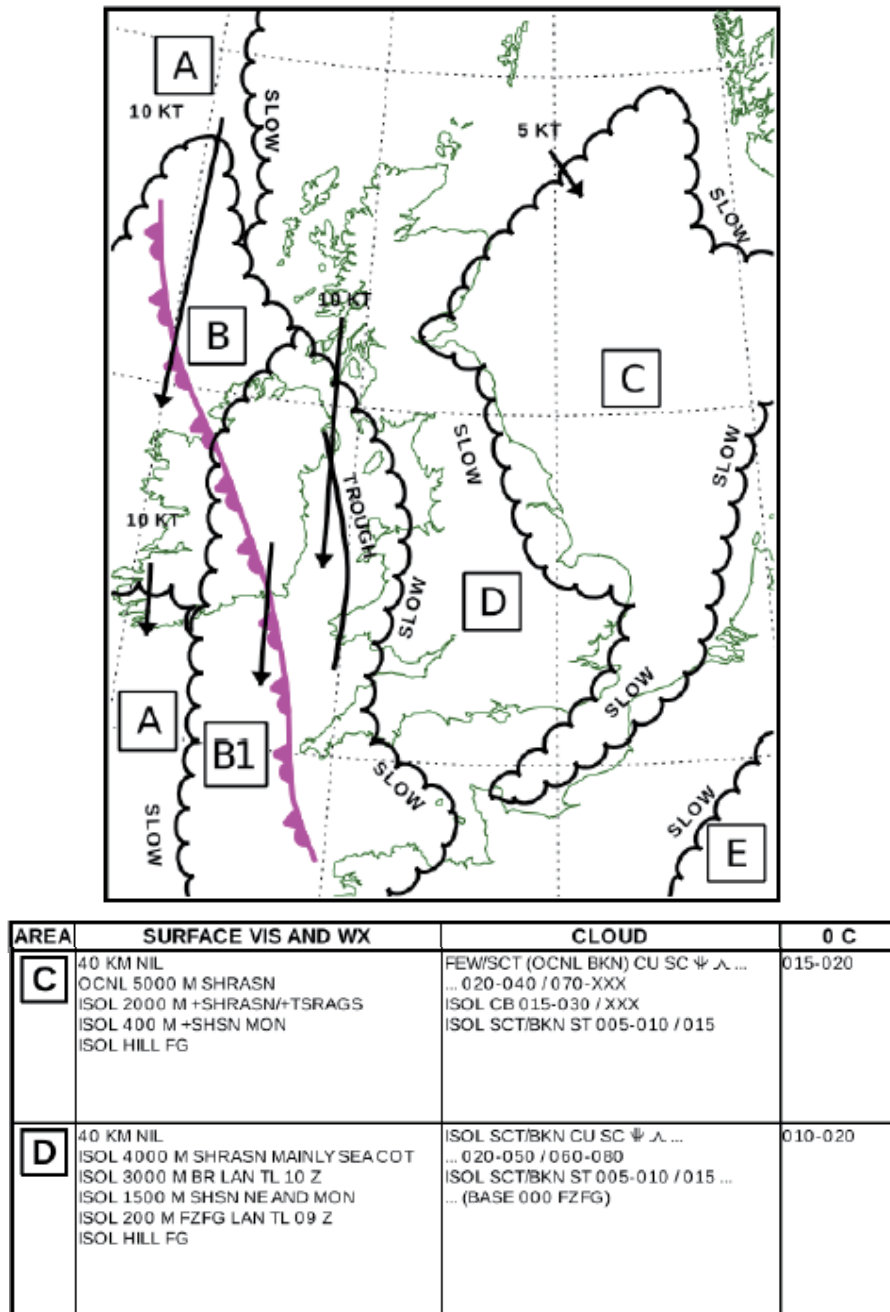 A
10 KT
SLOW
5 KT
SLOW
10 KT
B
C
SLOW
SLOW
TROUGH
10 KT
D
SLOW
A
B1
SLOW
SLOW
SLOW
SLOW
E
AREA SURFACE VIS AND WX CLOUD 0 C
C
40 KM NIL
OCNL 5000 M SHRASN
ISOL 2000 M +SHRASN/+TSRAGS
ISOL 400 M +SHSN MON
ISOL HILL FG
FEW/SCT (OCNL BKN) CU SC ...
... 020-040 / 070-XXX
ISOL CB 015-030 / XXX
ISOL SCT/BKN ST 005-010 / 015
015-020
D
40 KM NIL
ISOL 4000 M SHRASN MAINLY SEA COT
ISOL 3000 M BR LAN TL 10 Z
ISOL 1500 M SHSN NE AND MON
ISOL 200 M FZFG LAN TL 09 Z
ISOL HILL FG
ISOL SCT/BKN CU SC ...
... 020-050 / 060-080
ISOL SCT/BKN ST 005-010 / 015 ...
... (BASE 000 FZFG)
010-020